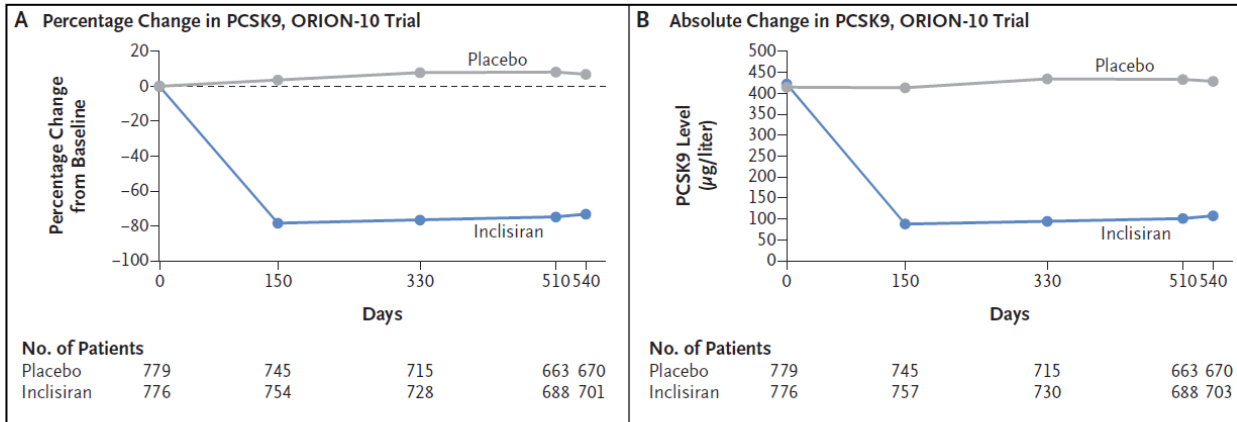 A Percentage Change in PCSK9, ORION-10 Trial
Percentage Change
from Baseline
20
0
−20
−40
−60
−80
−100
Placebo
Inclisiran
0 150 330 510 540
Days
No. of Patients
Placebo 779 745 715 663 670
Inclisiran 776 754 728 688 701
B Absolute Change in PCSK9, ORION-10 Trial
PCSK9 Level
(µg/liter)
500
450
400
350
300
250
200
150
100
50
0
Placebo
Inclisiran
0 150 330 510 540
Days
No. of Patients
Placebo 779 745 715 663 670
Inclisiran 776 757 730 688 703